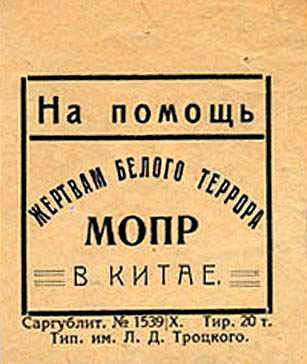 На помощь
ЖЕРТВАМ БЕЛОГО ТЕРРОРА
МОПР
В КИТАЕ.
Саргублит. № 1539|X. Тир. 20 т.
Тип. им. Л. Д. Троцкого.